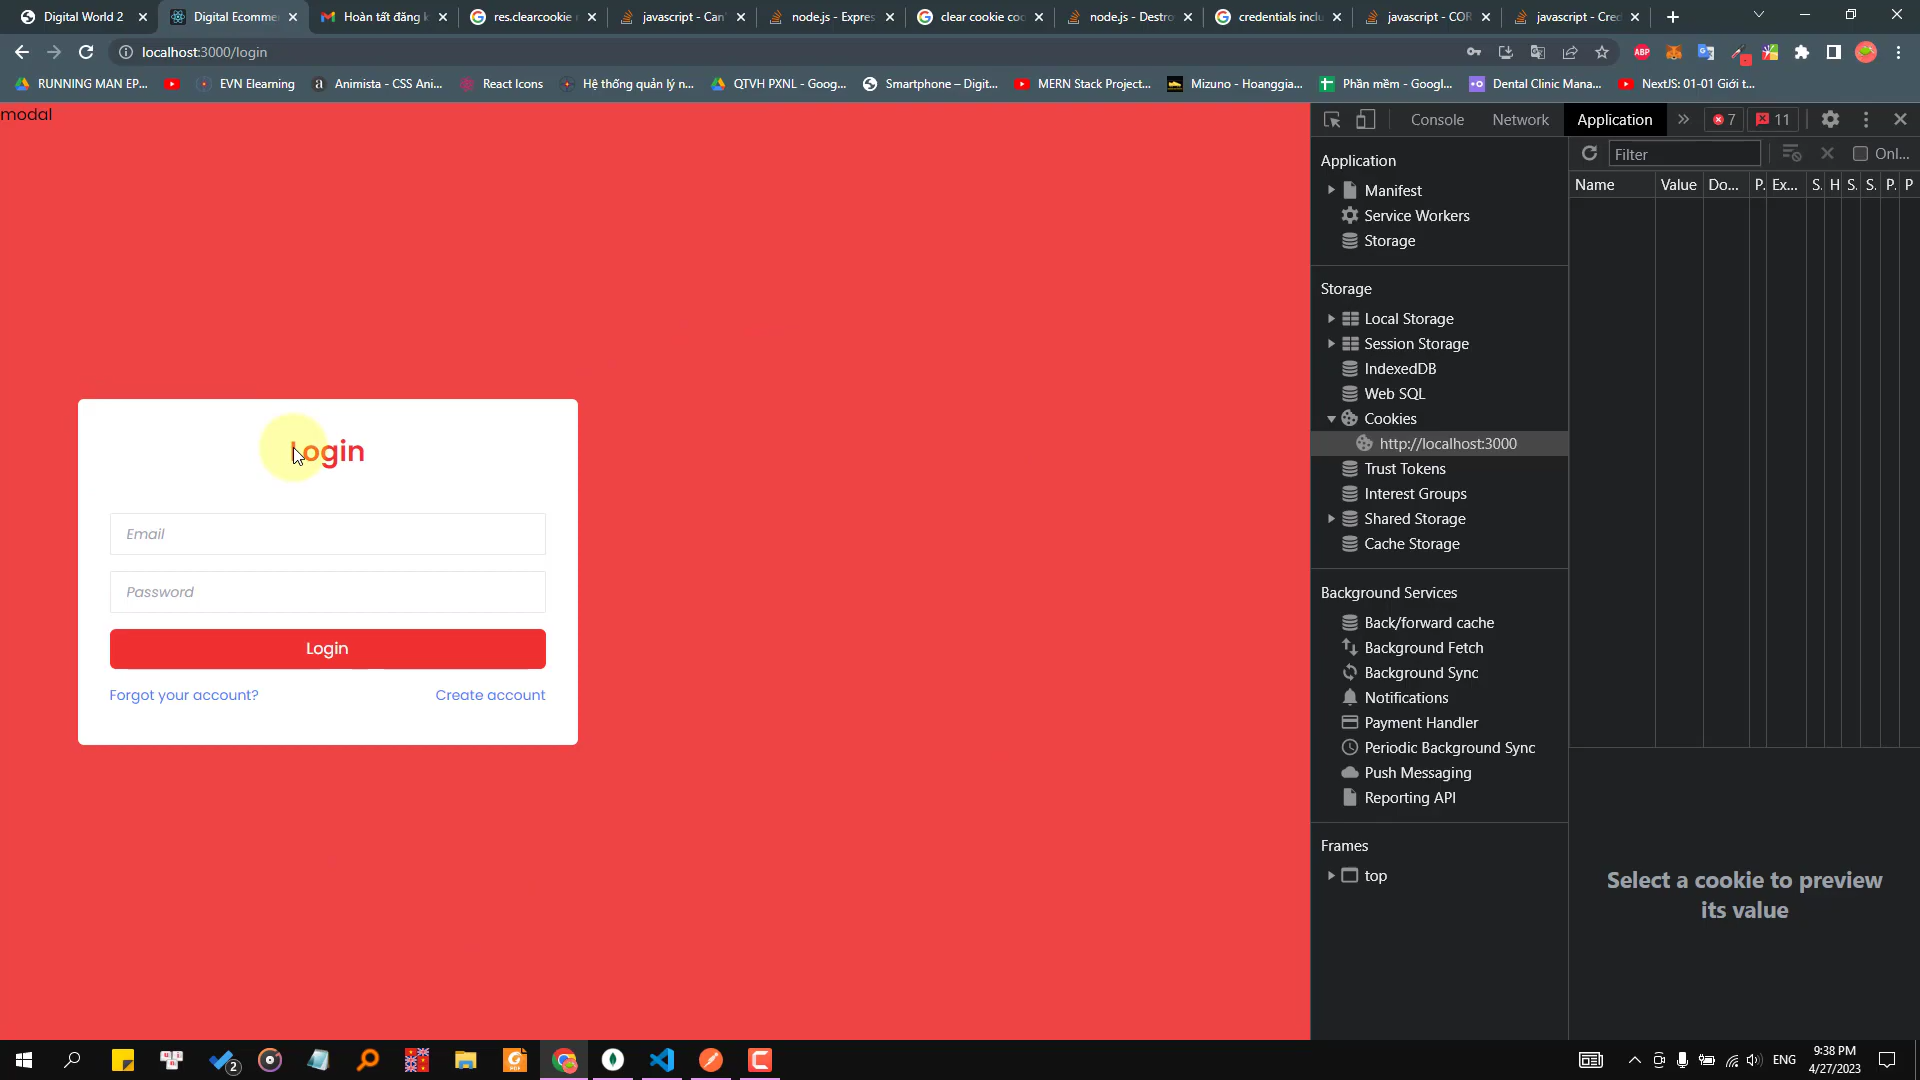 Digital World 2
Digital Ecomme
Hoàn tất đăng k
res.clearcookie
javascript - Can'
node.js - Expres
clear cookie coo
node.js - Destro
credentials inclu
javascript - COR
javascript - Cred
localhost:3000/login
RUNNING MAN EP...
EVN Elearning
Animista - CSS Ani...
React Icons
Hệ thống quản lý n...
QTVH PXNL - Goog...
Smartphone – Digit...
MERN Stack Project...
Mizuno - Hoanggia...
Phần mềm - Googl...
Dental Clinic Mana...
NextJS: 01-01 Giới t...
modal
Login
Email
Password
Login
Forgot your account?
Create account
Console
Network
Application
7
11
Application
Manifest
Service Workers
Storage
Storage
Local Storage
Session Storage
IndexedDB
Web SQL
Cookies
http://localhost:3000
Trust Tokens
Interest Groups
Shared Storage
Cache Storage
Background Services
Back/forward cache
Background Fetch
Background Sync
Notifications
Payment Handler
Periodic Background Sync
Push Messaging
Reporting API
Frames
top
Filter
Onl...
Name
Value
Do...
P.
Ex...
S.
H
S.
S.
P.
P
Select a cookie to preview
its value
2
ENG
9:38 PM
4/27/2023